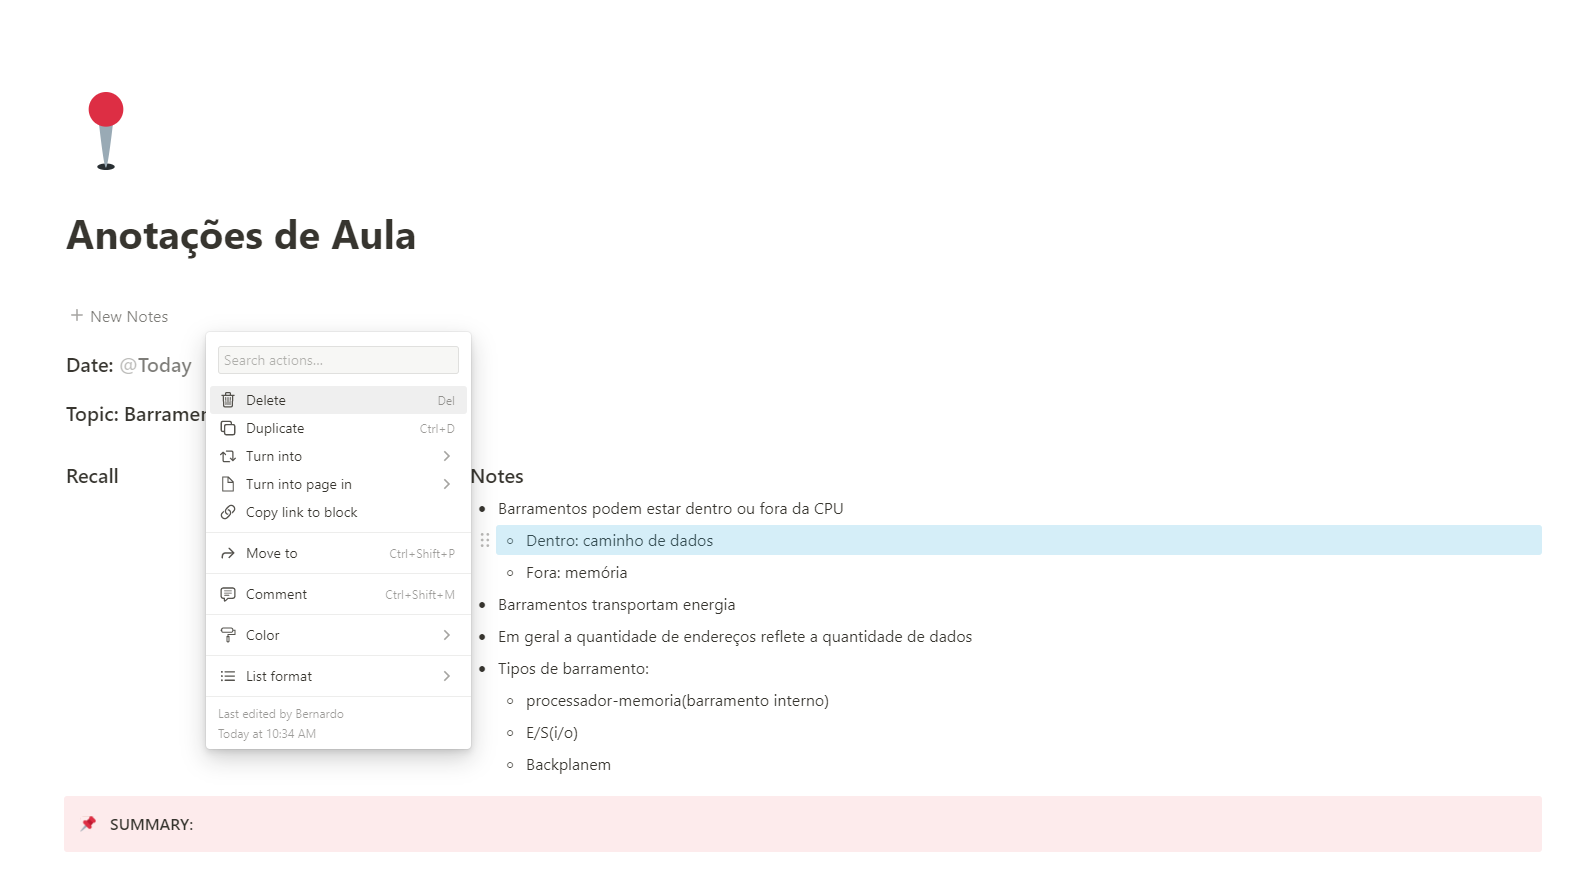 Anotações de Aula
+ New Notes
Date: @Today
Topic:
Recall
Search actions...
Delete Del
Duplicate Ctrl+D
Turn into
Turn into page in
Copy link to block
Move to Ctrl+Shift+P
Comment Ctrl+Shift+M
Color
List format
Last edited by Bernardo
Today at 10:34 AM
Notes
• Barramentos podem estar dentro ou fora da CPU
◦ Dentro: caminho de dados
◦ Fora: memória
• Barramentos transportam energia
• Em geral a quantidade de endereços reflete a quantidade de dados
• Tipos de barramento:
◦ processador-memoria(barramento interno)
◦ E/S(i/o)
◦ Backplanem
SUMMARY: